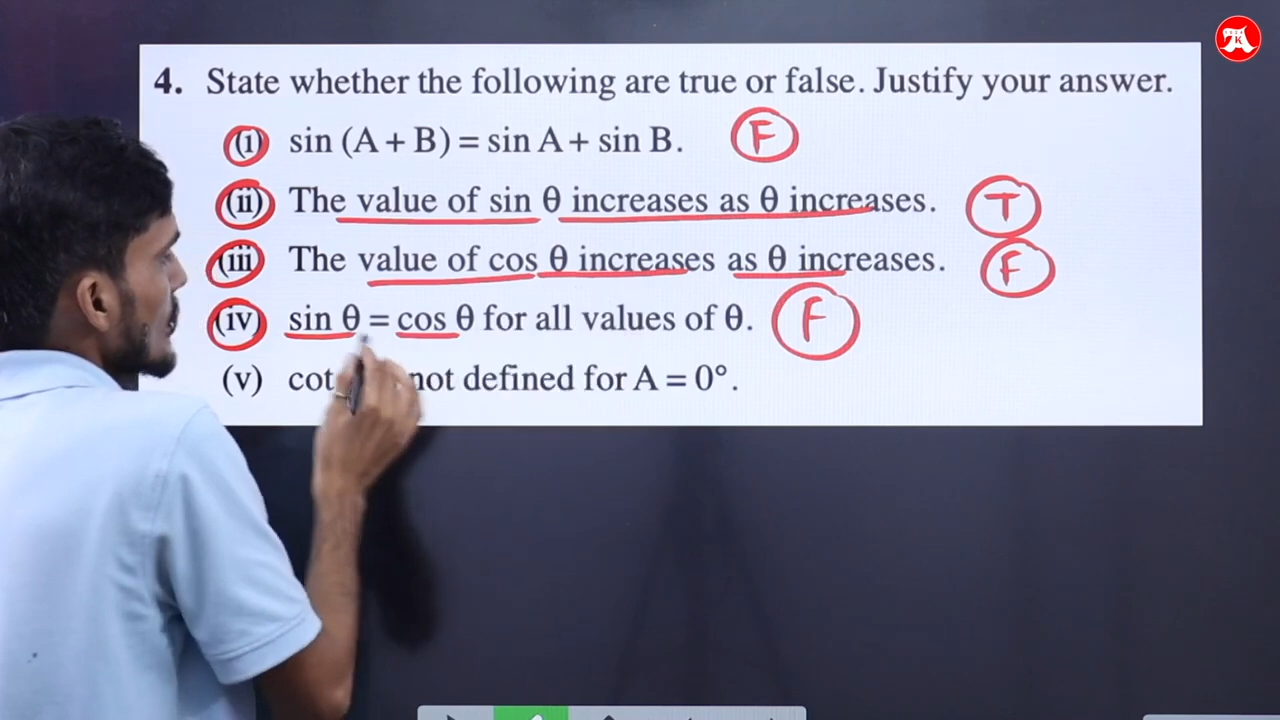 4. State whether the following are true or false. Justify your answer.
(i) sin (A + B) = sin A + sin B. F
(ii) The value of sin θ increases as θ increases. T
(iii) The value of cos θ increases as θ increases. F
(iv) sin θ = cos θ for all values of θ. F
(v) cot not defined for A = 0°.